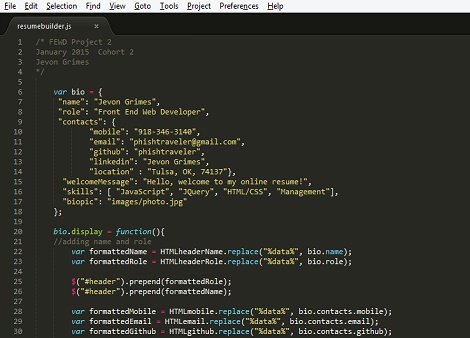 File Edit Selection Find View Goto Tools Project Preferences Help
resumebuilder.js ×
1 /* FEWD Project 2
2 January 2015 Cohort 2
3 Jevon Grimes
4 */
5
6 var bio = {
7 "name": "Jevon Grimes",
8 "role": "Front End Web Developer",
9 "contacts": {
10 "mobile": "918-346-3140",
11 "email": "phishtraveler@gmail.com",
12 "github": "phishtraveler",
13 "linkedin": "Jevon Grimes",
14 "location" : "Tulsa, OK, 74137"},
15 "welcomeMessage": "Hello, welcome to my online resume!",
16 "skills": [ "JavaScript", "JQuery", "HTML/CSS", "Management"],
17 "biopic": "images/photo.jpg"
18 };
19
20 bio.display = function(){
21 //adding name and role
22 var formattedName = HTMLheaderName.replace("%data%", bio.name);
23 var formattedRole = HTMLheaderRole.replace("%data%", bio.role);
24
25 $("#header").prepend(formattedRole);
26 $("#header").prepend(formattedName);
27
28 var formattedMobile = HTMLmobile.replace("%data%", bio.contacts.mobile);
29 var formattedEmail = HTMLemail.replace("%data%", bio.contacts.email);
30 var formattedGithub = HTMLgithub.replace("%data%", bio.contacts.github);